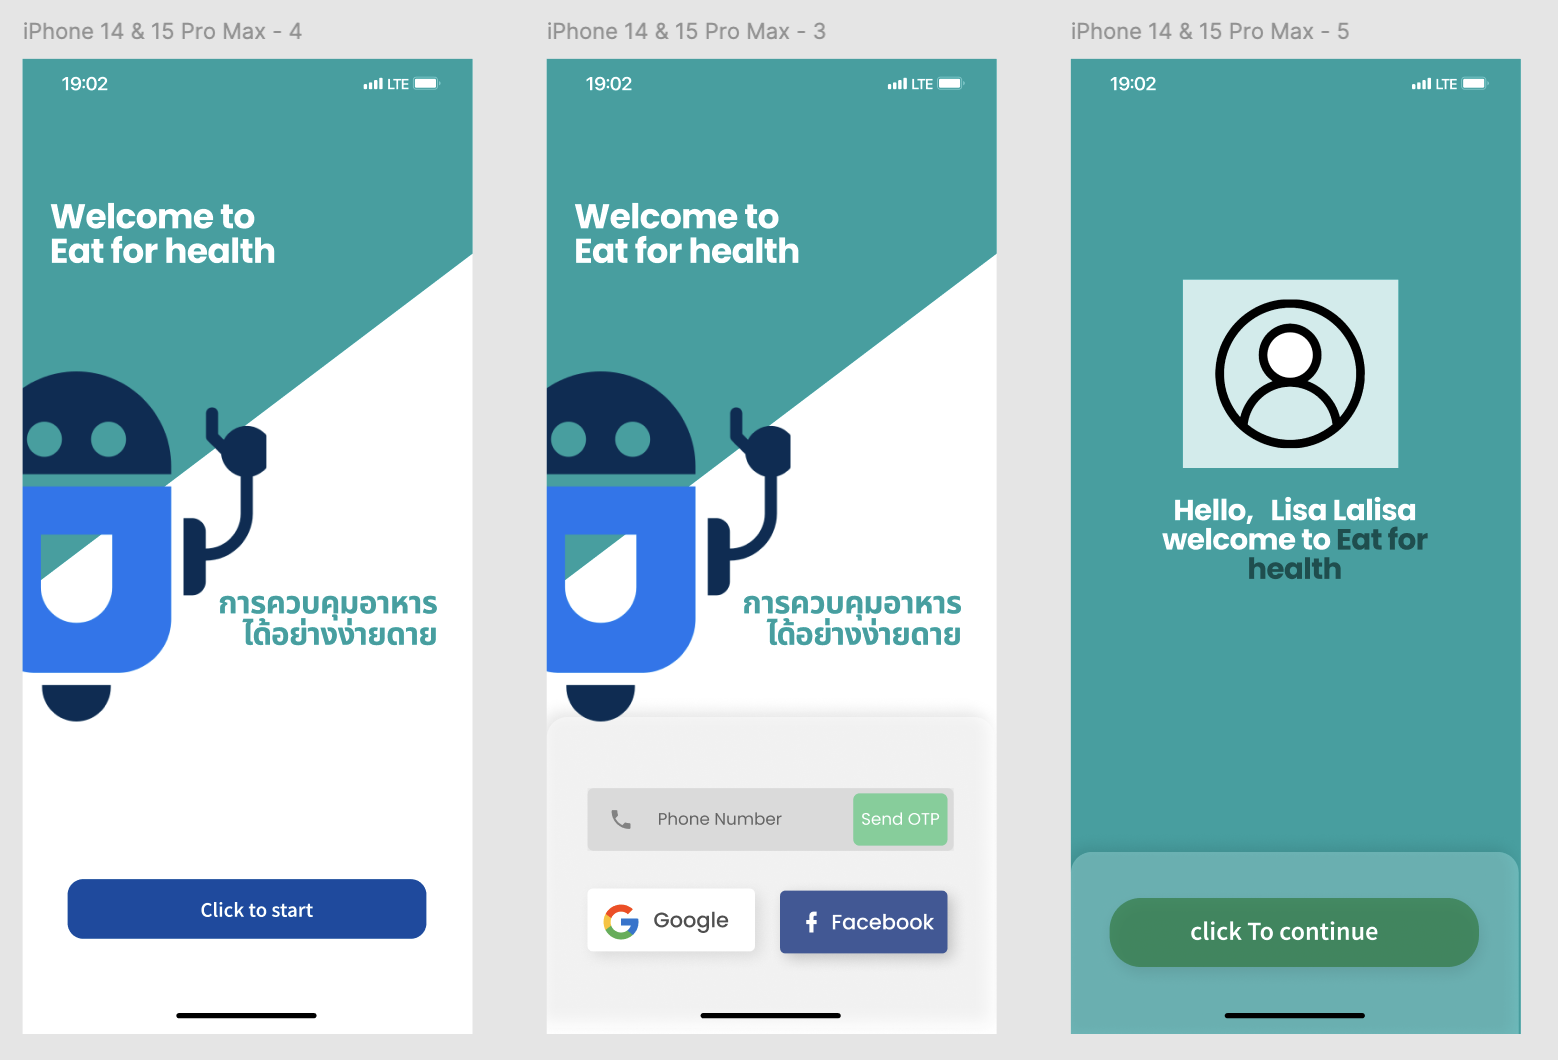 iPhone 14 & 15 Pro Max - 4
19:02
LTE
Welcome to
Eat for health
การควบคุมอาหาร
ได้อย่างง่ายดาย
Click to start
iPhone 14 & 15 Pro Max - 3
19:02
LTE
Welcome to
Eat for health
การควบคุมอาหาร
ได้อย่างง่ายดาย
Phone Number
Send OTP
Google
Facebook
iPhone 14 & 15 Pro Max - 5
19:02
LTE
Hello, Lisa Lalisa
welcome to Eat for
health
click To continue